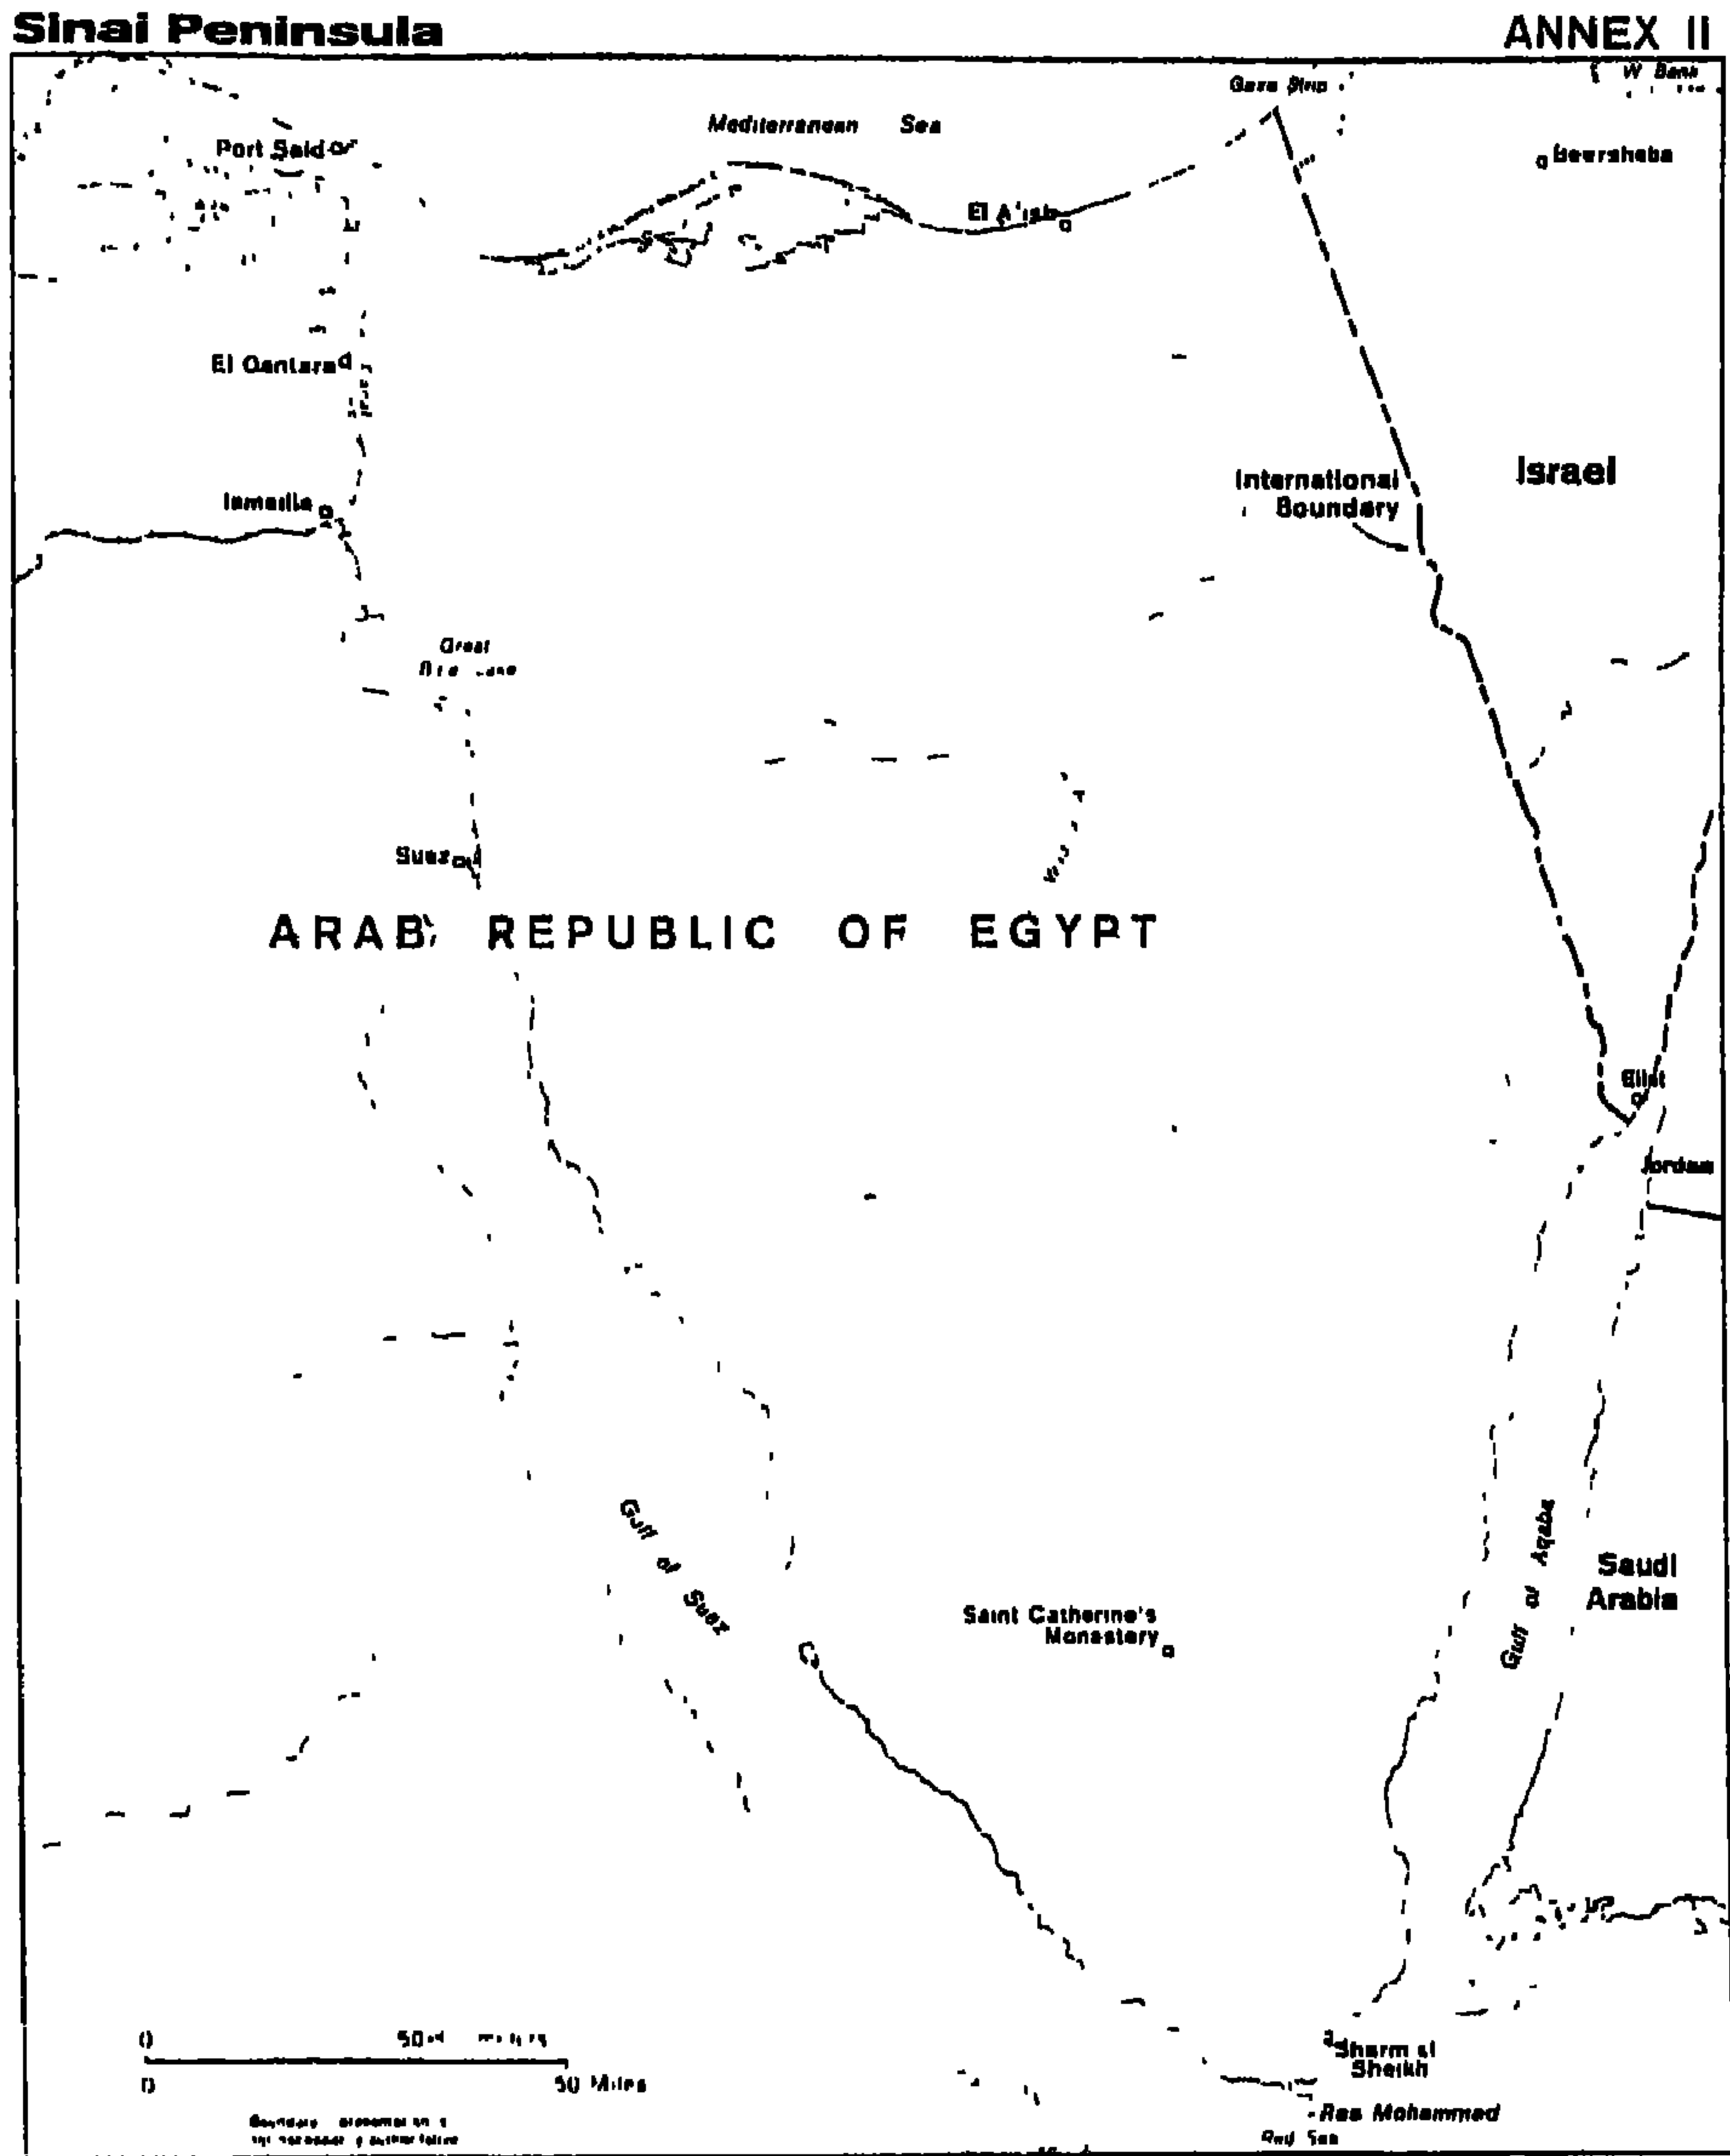 Sinai Peninsula
ANNEX II
W Bank
Gaza Strip
Mediterranean Sea
Port Said
Beersheba
El A'ish
El Qantara
Israel
International
Boundary
Ismailia
Great
Suez
ARAB REPUBLIC OF EGYPT
Eilat
Jordan
Gulf of Suez
Gulf of Aqaba
Saudi
Arabia
Saint Catherine's
Monastery
0 50
0 50 Miles
Sharm el
Sheikh
Ras Mohammed
Red Sea
Boundary